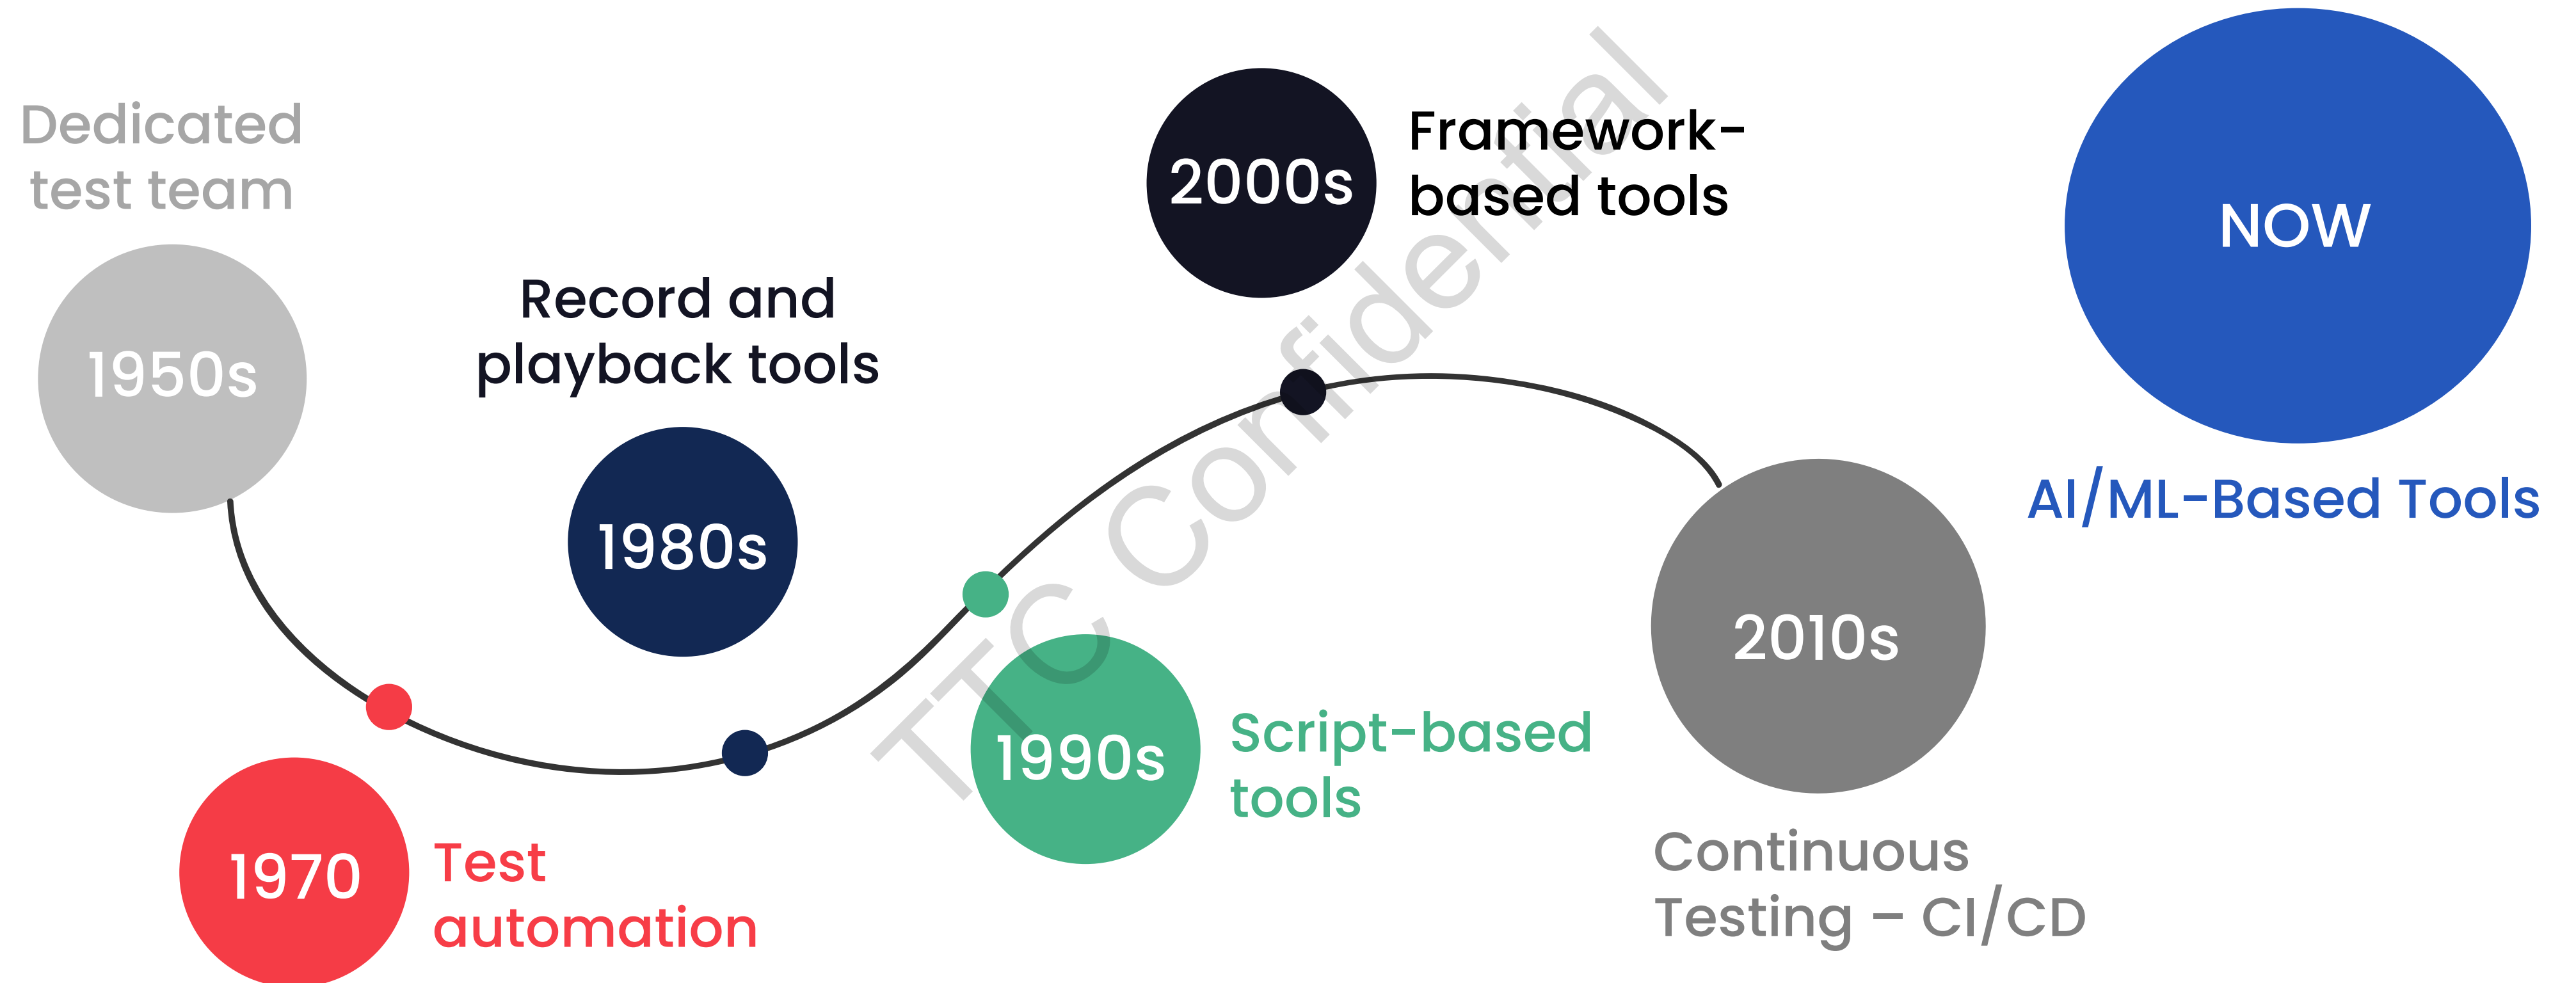 Dedicated
test team
1950s
1970
Test
automation
Record and
playback tools
1980s
1990s
Script-based
tools
2000s
Framework-
based tools
2010s
Continuous
Testing – CI/CD
NOW
AI/ML-Based Tools
TTC Confidential